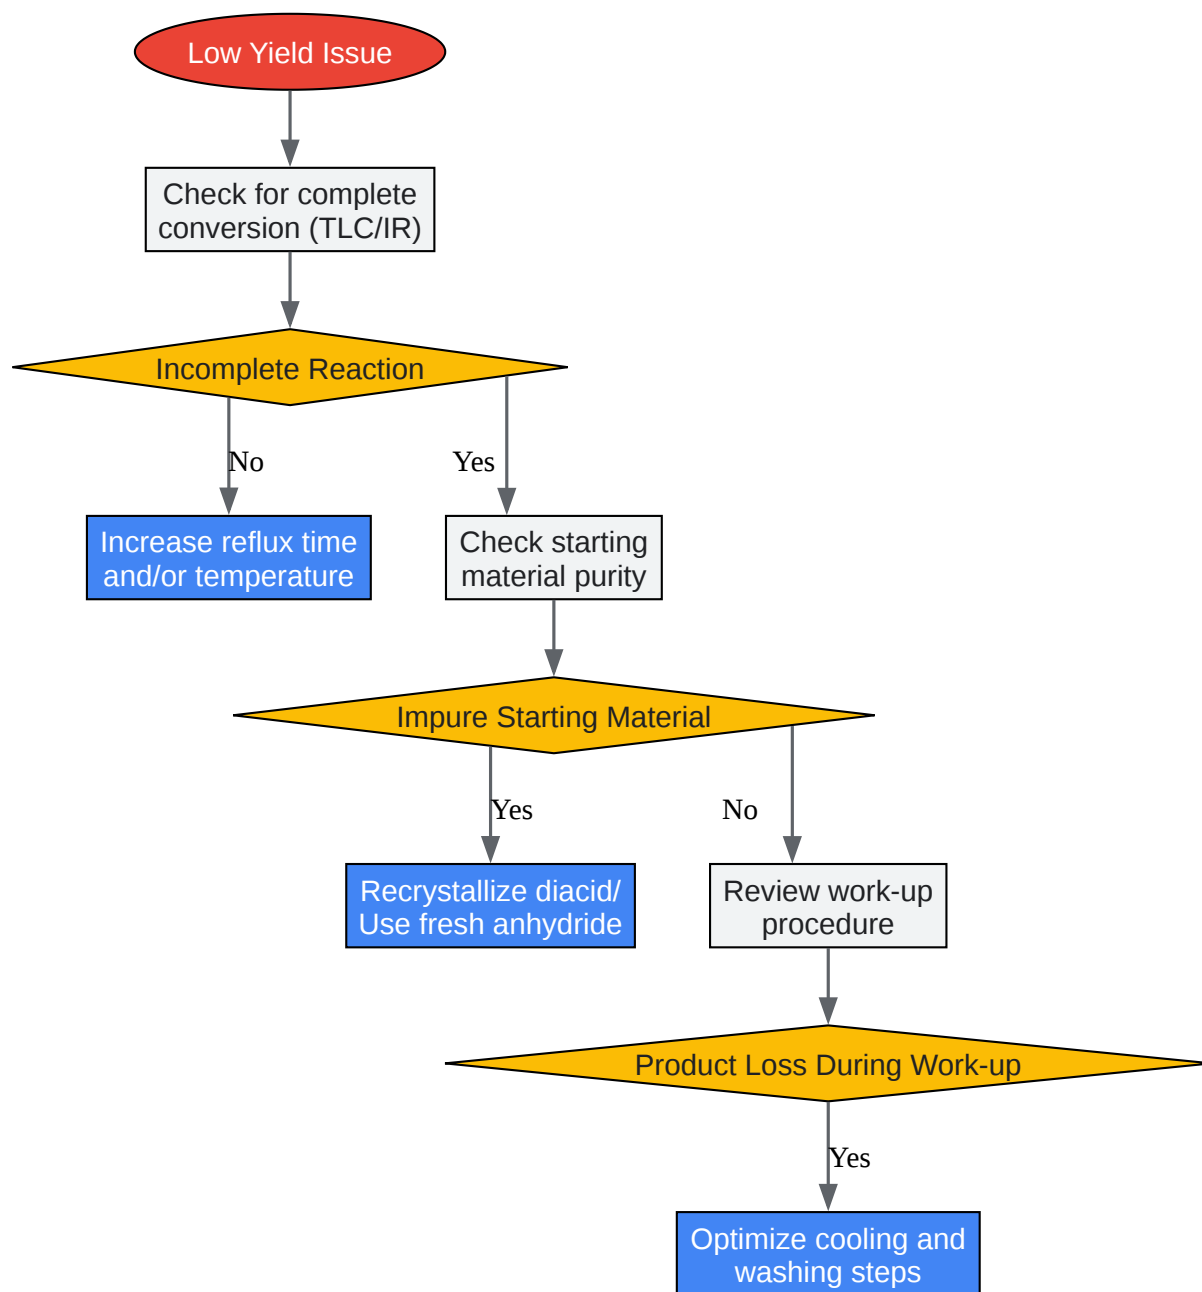 Low Yield Issue
Check for complete
conversion (TLC/IR)
Incomplete Reaction
No
Yes
Increase reflux time
and/or temperature
Check starting
material purity
Impure Starting Material
Yes
No
Recrystallize diacid/
Use fresh anhydride
Review work-up
procedure
Product Loss During Work-up
Yes
Optimize cooling and
washing steps